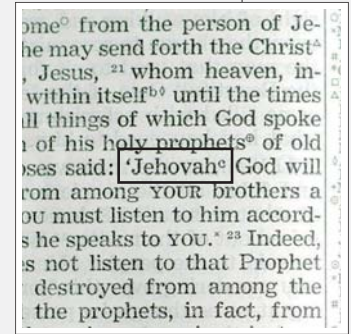 ome° from the person of Je-
he may send forth the Christ△
, Jesus, ²¹ whom heaven, in-
within itselfᵇ◊ until the times
ll things of which God spoke
n of his holy prophets⊕ of old
oses said: ‘Jehovahᶜ God will
rom among YOUR brothers a
OU must listen to him accord-
s he speaks to YOU.* ²³ Indeed,
s not listen to that Prophet
destroyed from among the
the prophets, in fact, from